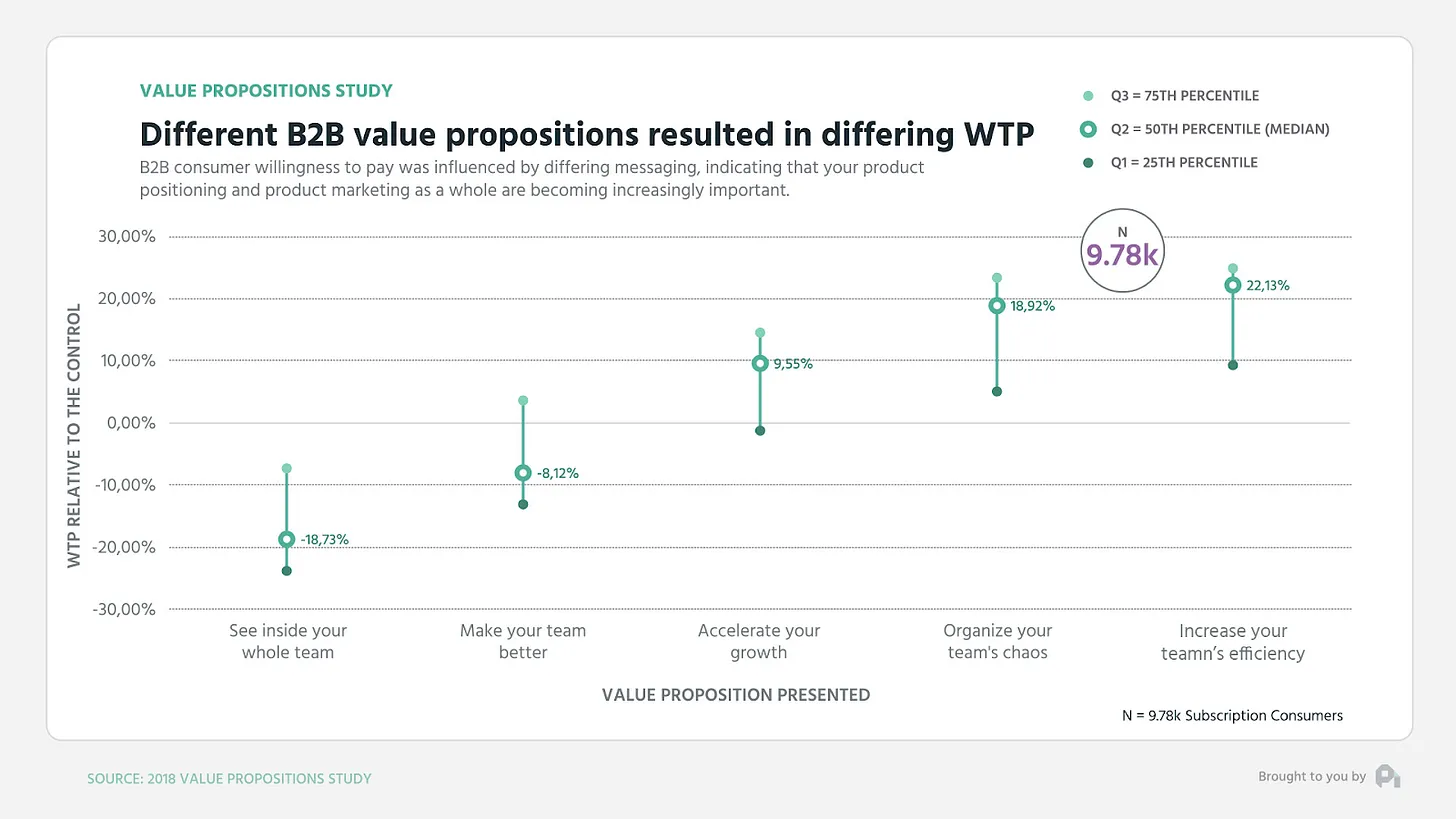 VALUE PROPOSITIONS STUDY
Different B2B value propositions resulted in differing WTP
B2B consumer willingness to pay was influenced by differing messaging, indicating that your product
positioning and product marketing as a whole are becoming increasingly important.
Q3 = 75TH PERCENTILE
Q2 = 50TH PERCENTILE (MEDIAN)
Q1 = 25TH PERCENTILE
N
9.78k
WTP RELATIVE TO THE CONTROL
30,00%
20,00%
10,00%
0,00%
-10,00%
-20,00%
-30,00%
-18,73%
-8,12%
9,55%
18,92%
22,13%
See inside your
whole team
Make your team
better
Accelerate your
growth
Organize your
team's chaos
Increase your
teamn’s efficiency
VALUE PROPOSITION PRESENTED
N = 9.78k Subscription Consumers
SOURCE: 2018 VALUE PROPOSITIONS STUDY
Brought to you by